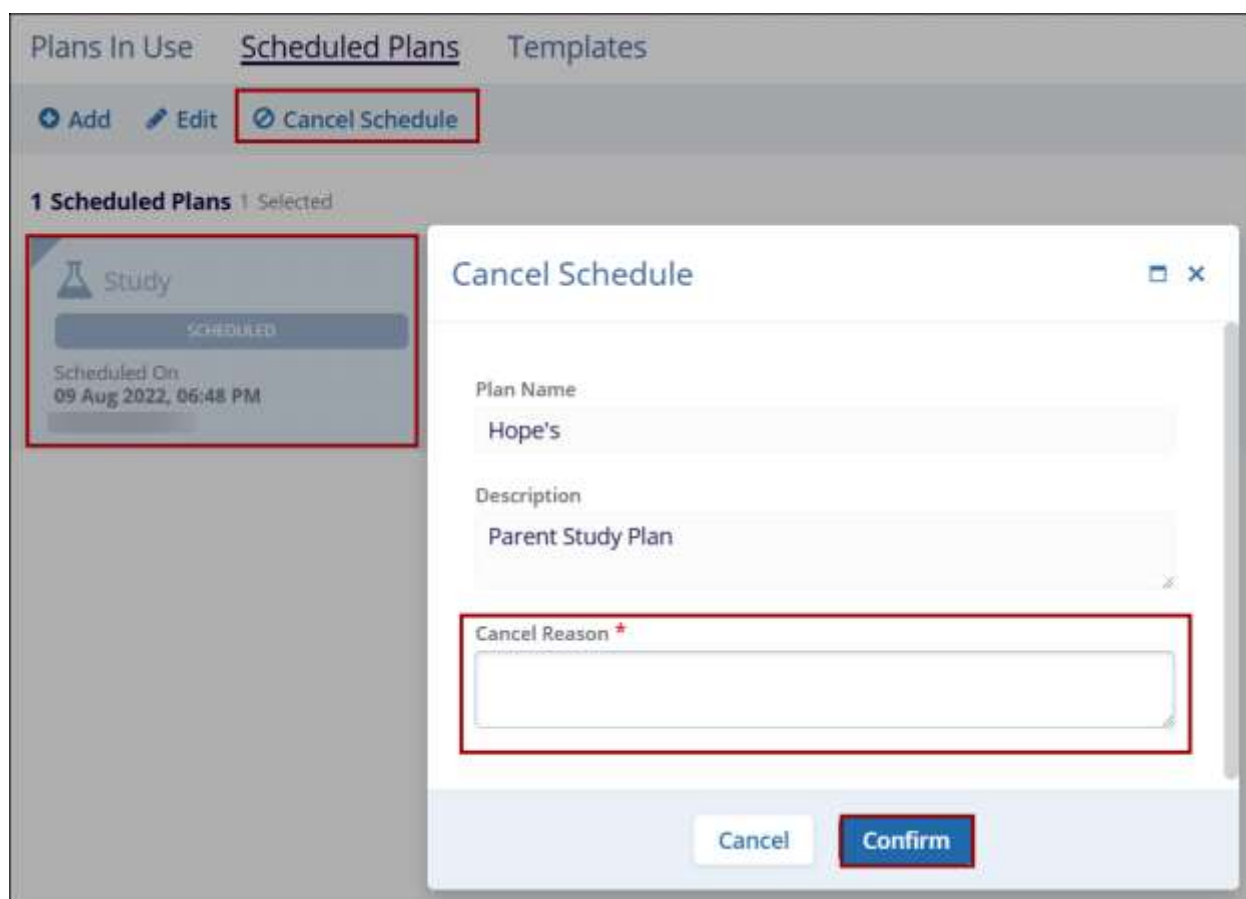 Plans In Use Scheduled Plans Templates
Add Edit Cancel Schedule
1 Scheduled Plans 1 Selected
Study
SCHEDULED
Scheduled On
09 Aug 2022, 06:48 PM
Cancel Schedule
Plan Name
Hope's
Description
Parent Study Plan
Cancel Reason *
Cancel Confirm